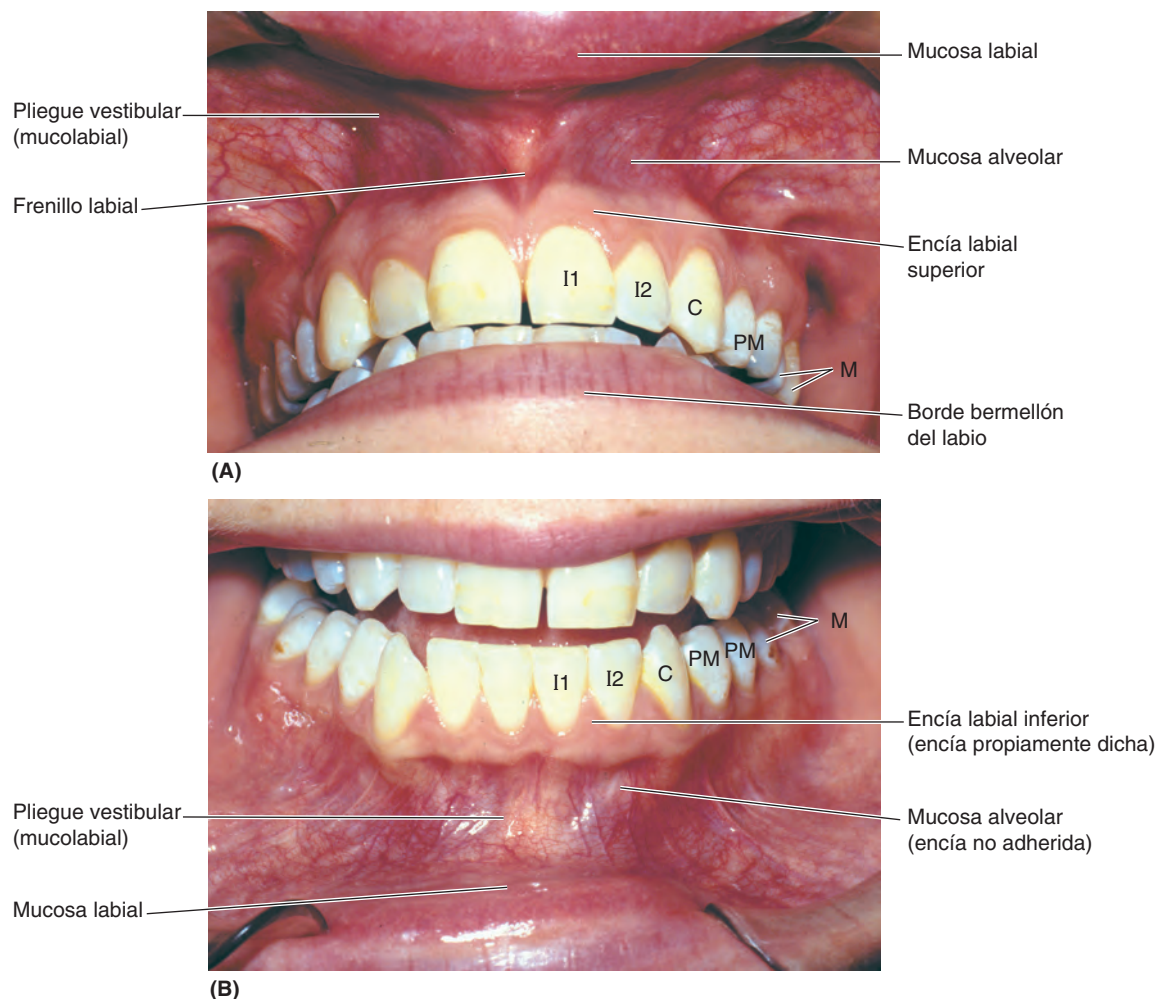 Mucosa labial
Pliegue vestibular
(mucolabial)
Mucosa alveolar
Frenillo labial
Encía labial
superior
I1
I2
C
PM
M
Borde bermellón
del labio
(A)
M
PM
PM
C
I1
I2
Encía labial inferior
(encía propiamente dicha)
Pliegue vestibular
(mucolabial)
Mucosa alveolar
(encía no adherida)
Mucosa labial
(B)